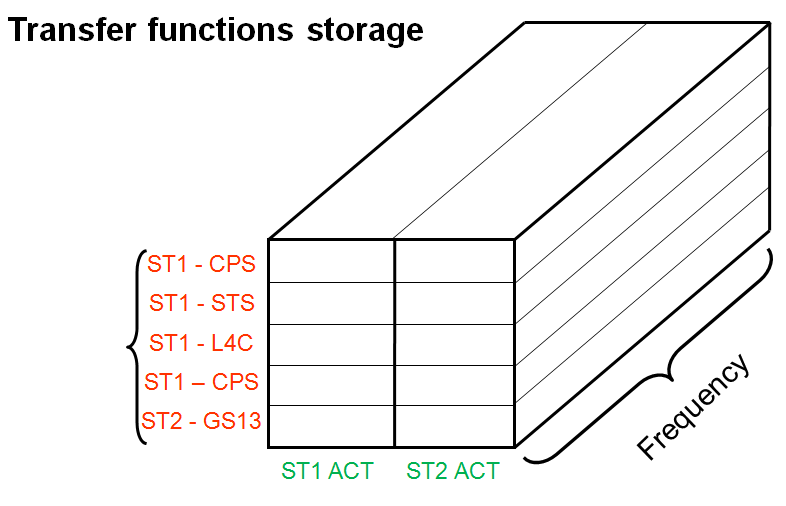 Transfer functions storage
ST1 - CPS
ST1 - STS
ST1 - L4C
ST1 – CPS
ST2 - GS13
ST1 ACT
ST2 ACT
Frequency